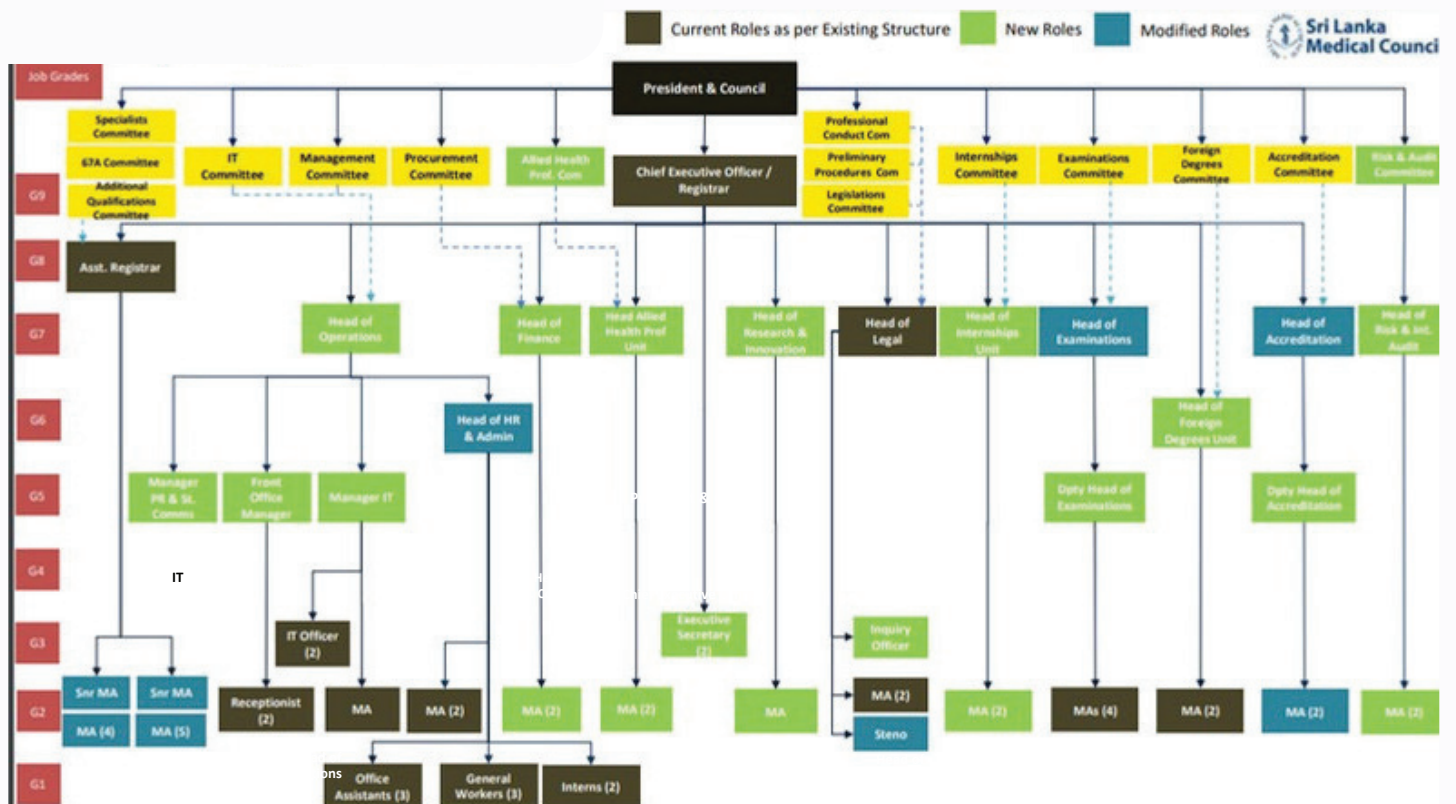 Current Roles as per Existing Structure
New Roles
Modified Roles
Sri Lanka
Medical Counci
Job Grades
President & Council
Specialists
Committee
67A Committee
Additional
Qualifications
Committee
IT
Committee
Management
Committee
Procurement
Committee
Allied Health
Prof. Com
Chief Executive Officer /
Registrar
Professional
Conduct Com
Preliminary
Procedures Com
Legislations
Committee
Internships
Committee
Examinations
Committee
Foreign
Degrees
Committee
Accreditation
Committee
Risk & Audit
Committee
G9
G8
Asst. Registrar
G7
Head of
Operations
Head of
Finance
Head Allied
Health Prof
Unit
Head of
Research &
Innovation
Head of
Legal
Head of
Internships
Unit
Head of
Examinations
Head of
Accreditation
Head of
Risk & Int.
Audit
G6
Head of HR
& Admin
Head of
Foreign
Degrees Unit
G5
Manager
PR & St.
Comms
Front
Office
Manager
Manager IT
Dpty Head of
Examinations
Dpty Head of
Accreditation
G4
IT
G3
IT Officer
(2)
Executive
Secretary
(2)
Inquiry
Officer
G2
Snr MA
Snr MA
MA (4)
MA (5)
Receptionist
(2)
MA
MA (2)
MA (2)
MA (2)
MA
MA (2)
Steno
MA (2)
MAs (4)
MA (2)
MA (2)
MA (2)
G1
ons
Office
Assistants (3)
General
Workers (3)
Interns (2)